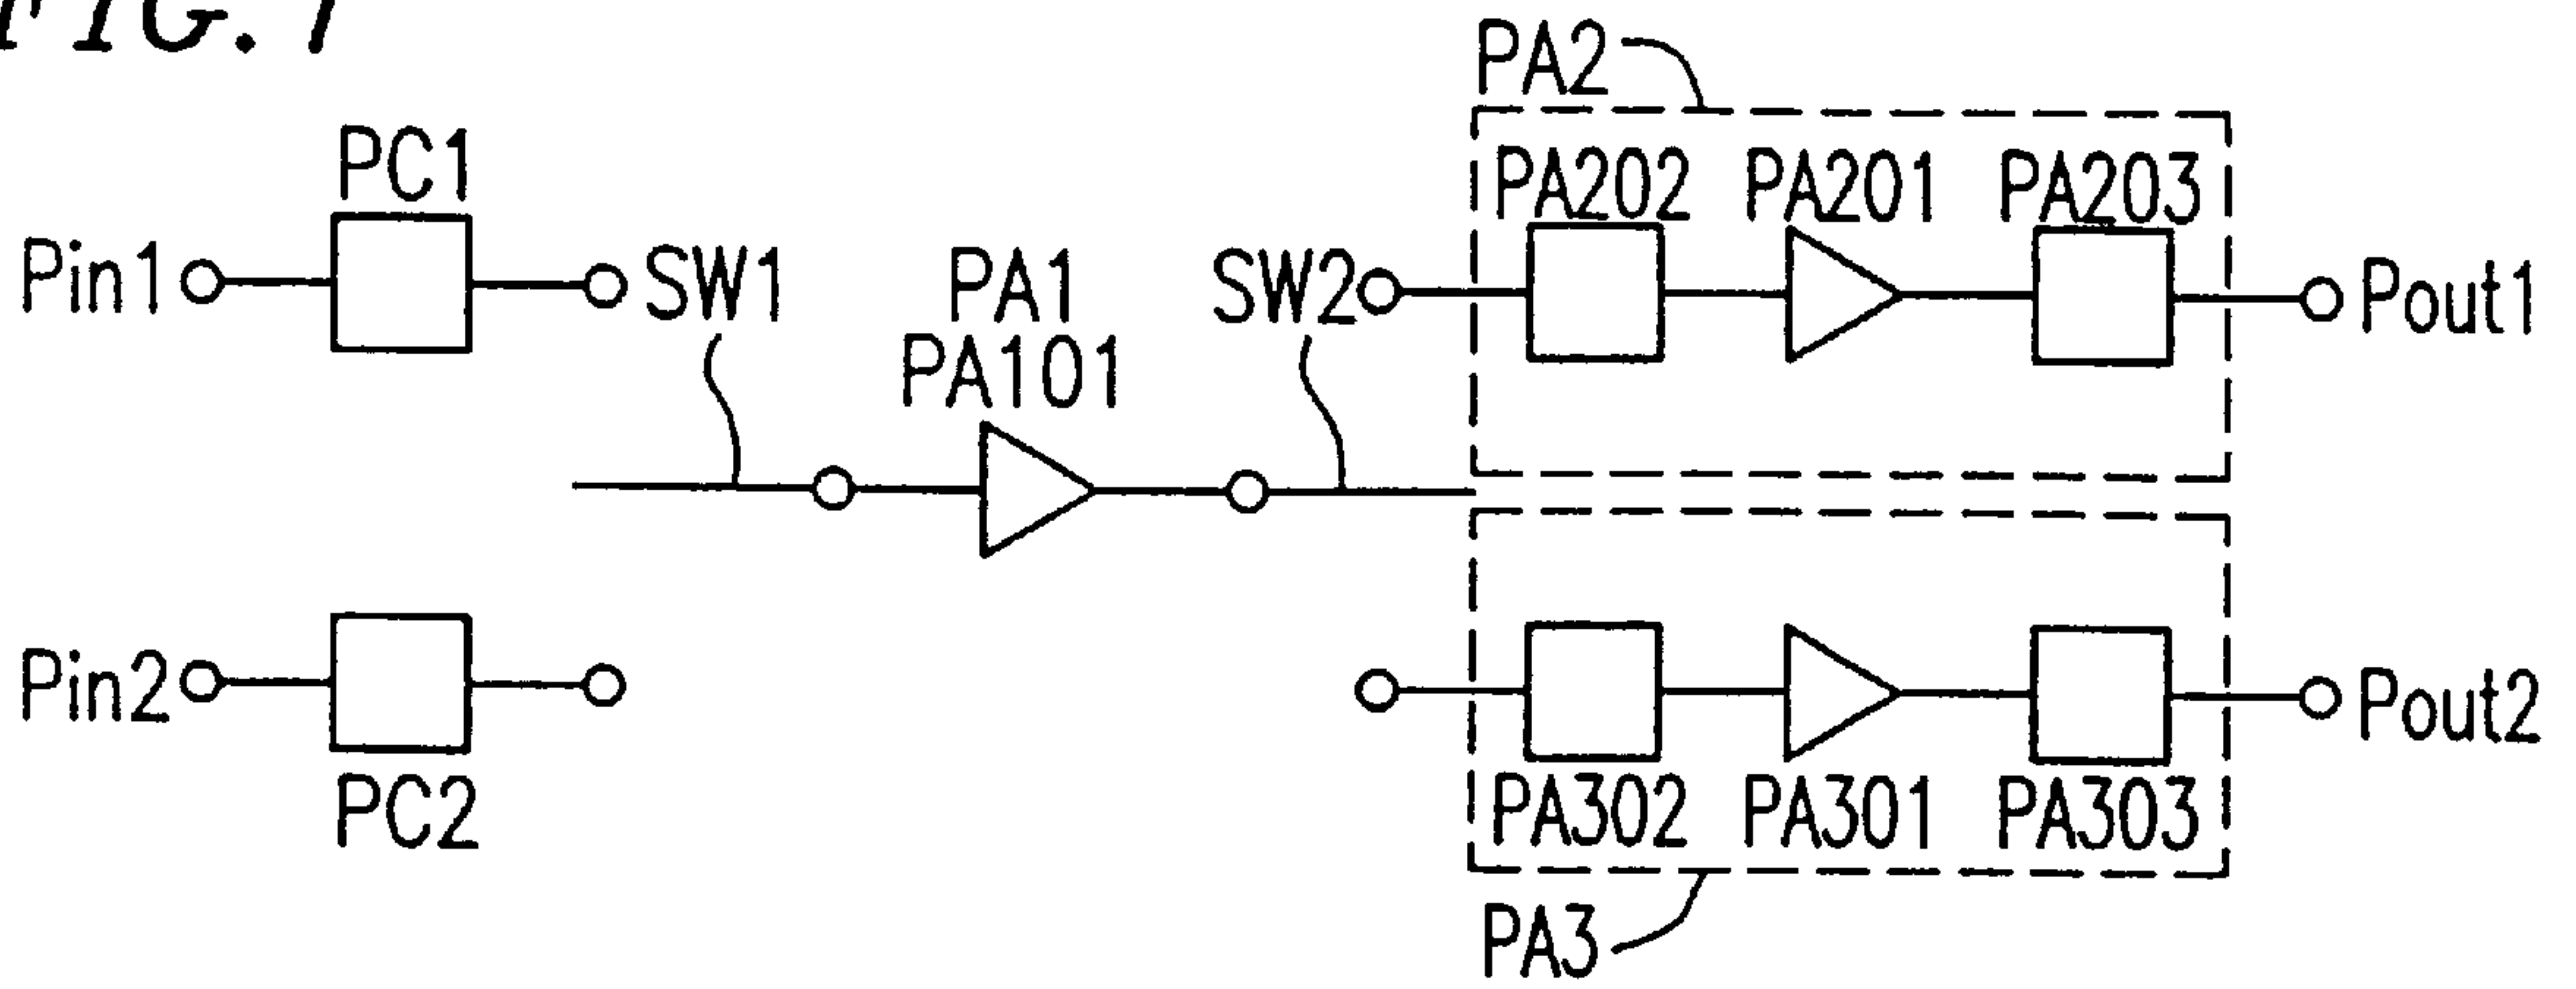 FIG. 1
PA2
PC1
PA202 PA201 PA203
Pin1 SW1 PA1 SW2 Pout1
PA101
Pin2 Pout2
PC2
PA302 PA301 PA303
PA3